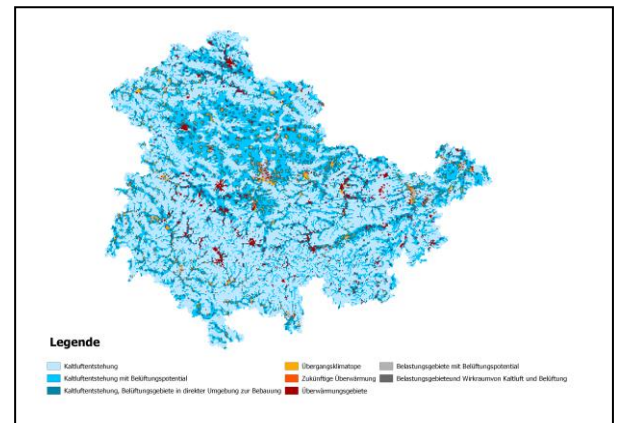 Legende
Kaltluftentstehung
Kaltluftentstehung mit Belüftungspotential
Kaltluftentstehung, Belüftungsgebiete in direkter Umgebung zur Bebauung
Übergangsklimatope
Zukünftige Überwärmung
Überwärmungsgebiete
Belastungsgebiete mit Belüftungspotential
Belastungsgebieteund Wirkraumvon Kaltluft und Belüftung